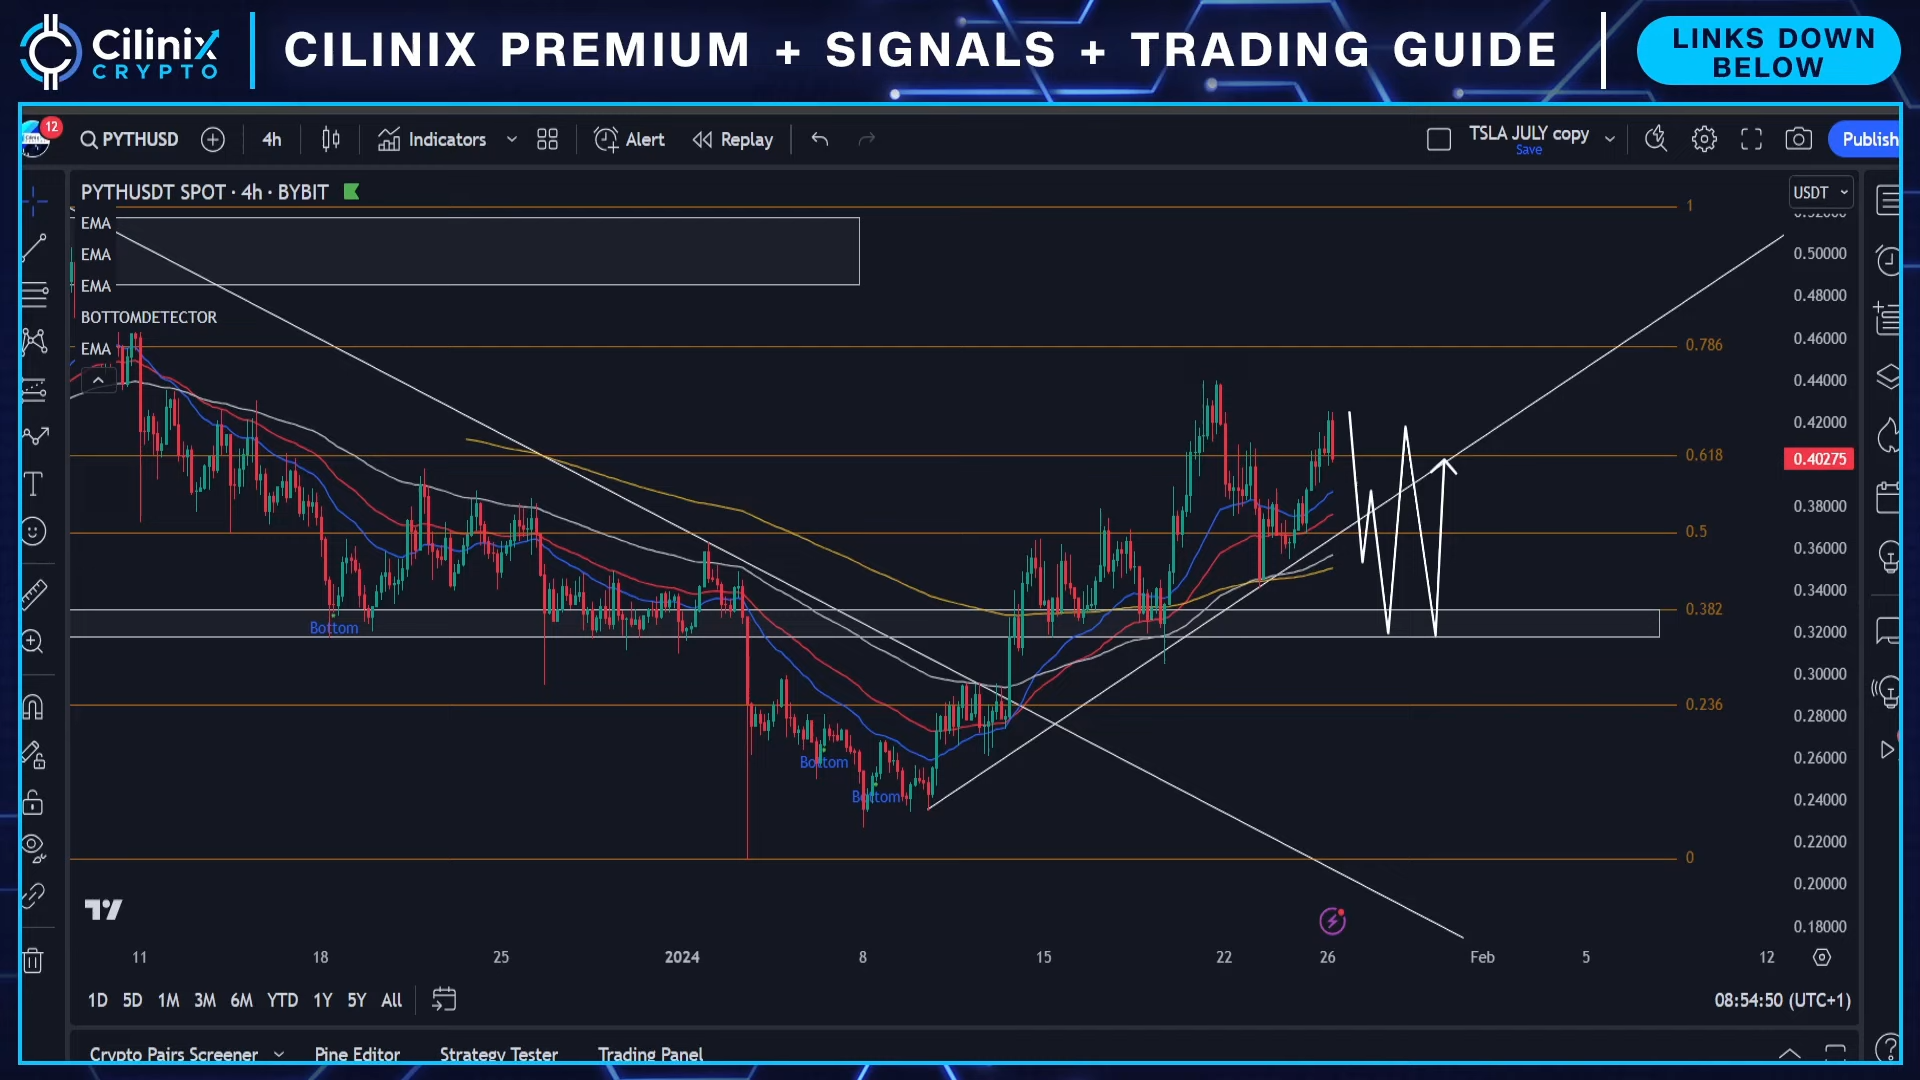 Cilinix
CRYPTO
CILINIX PREMIUM + SIGNALS + TRADING GUIDE
LINKS DOWN
BELOW
12
PYTHUSD
4h
Indicators
Alert
Replay
TSLA JULY copy
Save
Publish
PYTHUSDT SPOT · 4h · BYBIT
USDT
EMA
EMA
EMA
BOTTOMDETECTOR
EMA
1
0.786
0.618
0.5
0.382
0.236
0
0.50000
0.48000
0.46000
0.44000
0.42000
0.40275
0.38000
0.36000
0.34000
0.32000
0.30000
0.28000
0.26000
0.24000
0.22000
0.20000
0.18000
Bottom
Bottom
Bottom
11
18
25
2024
8
15
22
26
Feb
5
12
1D 5D 1M 3M 6M YTD 1Y 5Y All
08:54:50 (UTC+1)
Crypto Pairs Screener
Pine Editor
Strategy Tester
Trading Panel